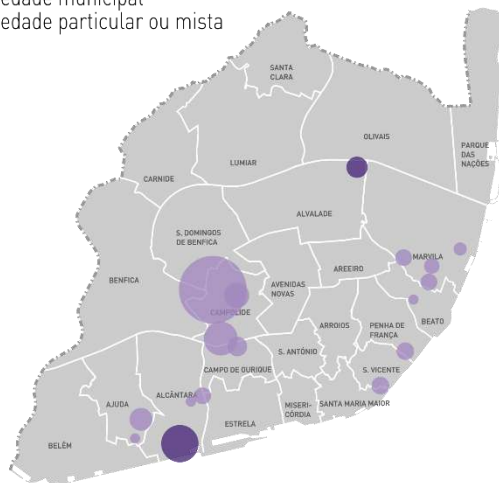 edade municipal
edade particular ou mista
SANTA
CLARA
OLIVAIS
PARQUE
DAS
NAÇÕES
LUMIAR
CARNIDE
ALVALADE
S. DOMINGOS
DE BENFICA
MARVILA
AREEIRO
BENFICA
AVENIDAS
NOVAS
CAMPOLIDE
BEATO
ARROIOS
PENHA DE
FRANÇA
S. ANTÓNIO
CAMPO DE OURIQUE
S. VICENTE
ALCÂNTARA
AJUDA
MISERI-
CÓRDIA
SANTA MARIA MAIOR
ESTRELA
BELÉM